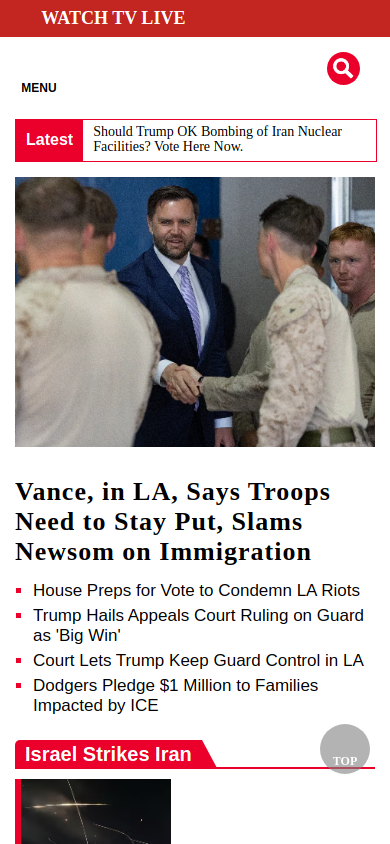 WATCH TV LIVE
MENU
Latest
Should Trump OK Bombing of Iran Nuclear
Facilities? Vote Here Now.
Vance, in LA, Says Troops
Need to Stay Put, Slams
Newsom on Immigration
House Preps for Vote to Condemn LA Riots
Trump Hails Appeals Court Ruling on Guard
as 'Big Win'
Court Lets Trump Keep Guard Control in LA
Dodgers Pledge $1 Million to Families
Impacted by ICE
Israel Strikes Iran
TOP